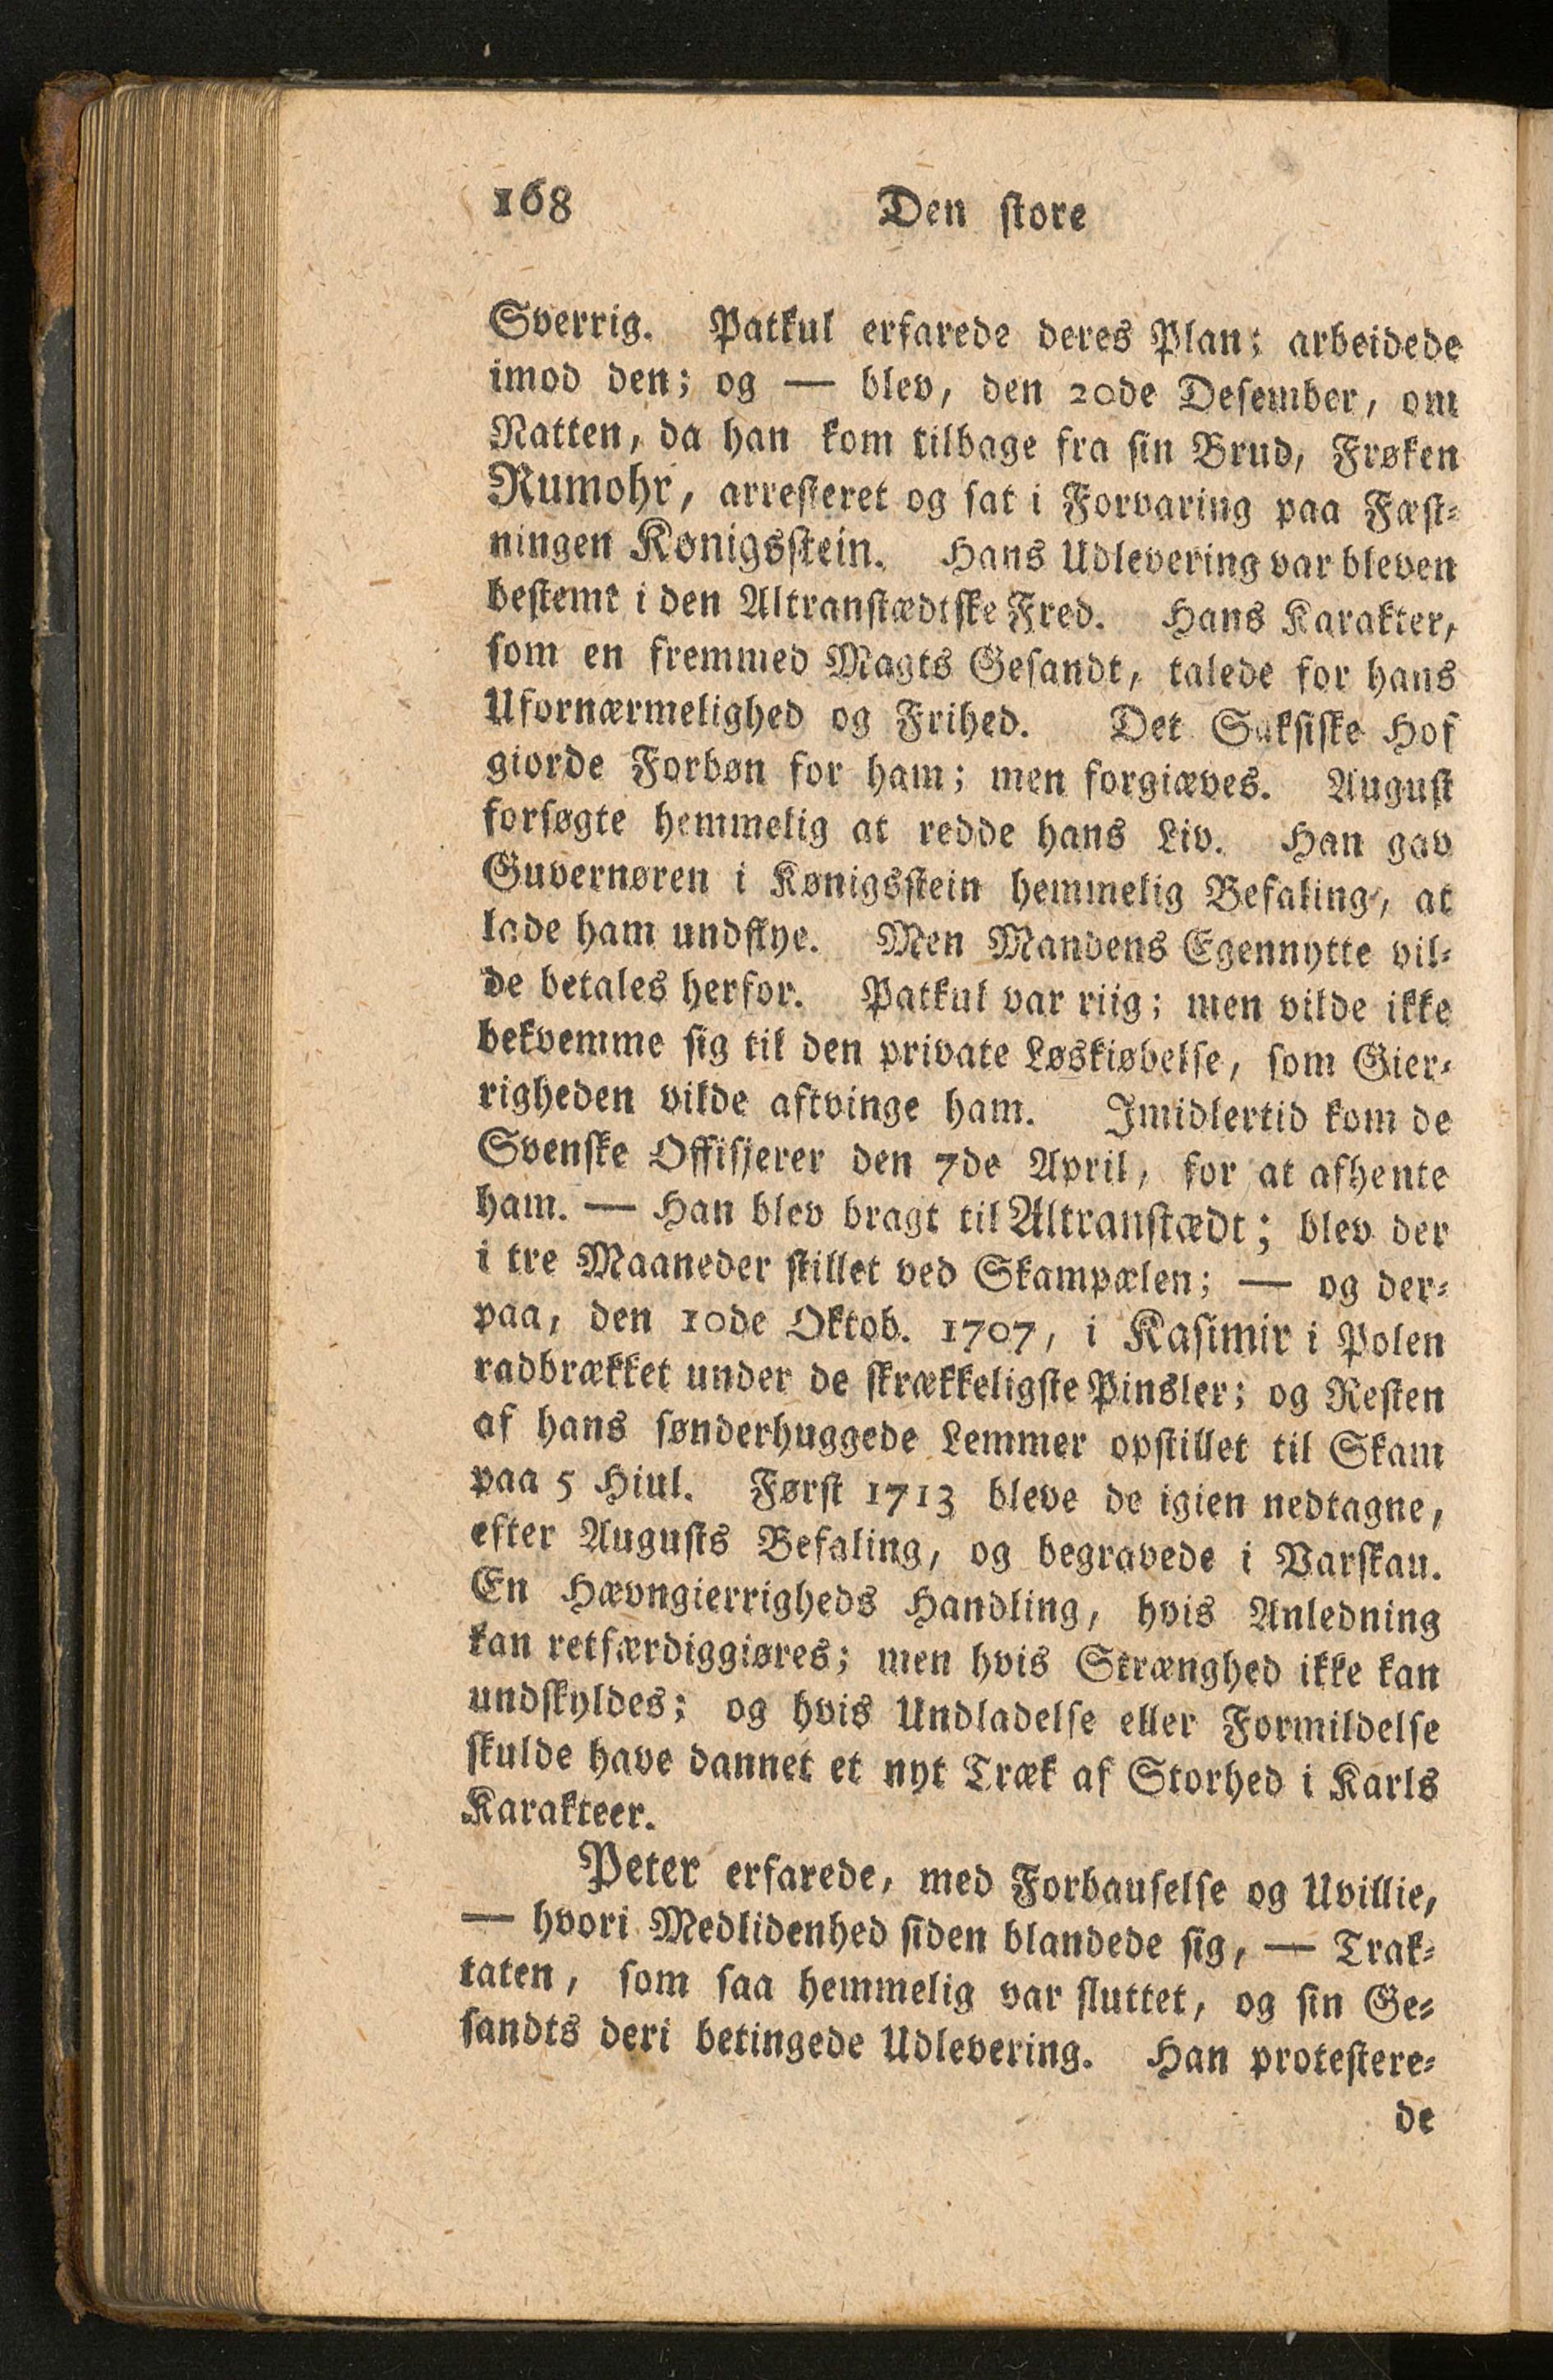 168 Den store
Sverrig. Patkul erfarede deres Plan; arbeidede
imod den; og — blev, den 20de Desember, om
Natten, da han kom tilbage fra sin Brud, Frøken
Rumohr, arresteret og sat i Forvaring paa Fæst-
ningen Kønigsstein. Hans Udlevering var bleven
bestemt i den Altranstædtske Fred. Hans Karakter,
som en fremmed Magts Gesandt, talede for hans
Ufornærmelighed og Frihed. Det Saksiske Hof
giorde Forbøn for ham; men forgiæves. August
forsøgte hemmelig at redde hans Liv. Han gav
Guvernøren i Kønigsstein hemmelig Befaling, at
lade ham undflye. Men Mandens Egennytte vil-
de betales herfor. Patkul var riig; men vilde ikke
bekvemme sig til den private Løskiøbelse, som Gier-
righeden vilde aftvinge ham. Imidlertid kom de
Svenske Offisjerer den 7de April, for at afhente
ham. — Han blev bragt til Altranstædt; blev der
i tre Maaneder stillet ved Skampælen; — og der-
paa, den 10de Oktob. 1707, i Kasimir i Polen
radbrækket under de skrækkeligste Pinsler; og Resten
af hans sønderhuggede Lemmer opstillet til Skam
paa 5 Hiul. Først 1713 bleve de igien nedtagne,
efter Augusts Befaling, og begravede i Varskau.
En Hævngierrigheds Handling, hvis Anledning
kan retfærdiggiøres; men hvis Strænghed ikke kan
undskyldes; og hvis Undladelse eller Formildelse
skulde have dannet et nyt Træk af Storhed i Karls
Karakteer.
Peter erfarede, med Forbauselse og Uvillie,
— hvori Medlidenhed siden blandede sig, — Trak-
taten, som saa hemmelig var sluttet, og sin Ge-
sandts deri betingede Udlevering. Han protestere-
de